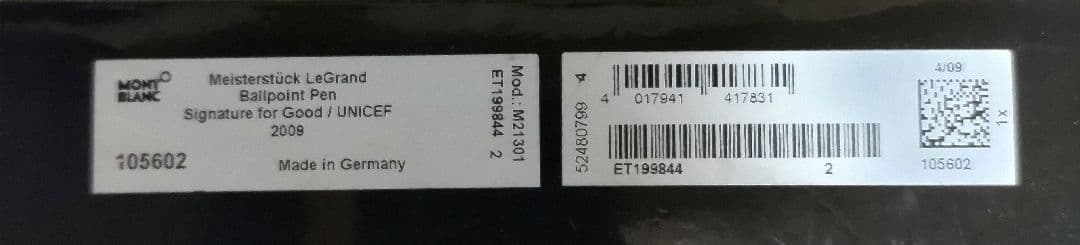 MONT
BLANC
Meisterstück LeGrand
Ballpoint Pen
Signature for Good / UNICEF
2009
105602
Made in Germany
Mod.: M21301
ET199844 2
52480799 4
4 017941 417831
ET199844 2
4/09
1x
105602